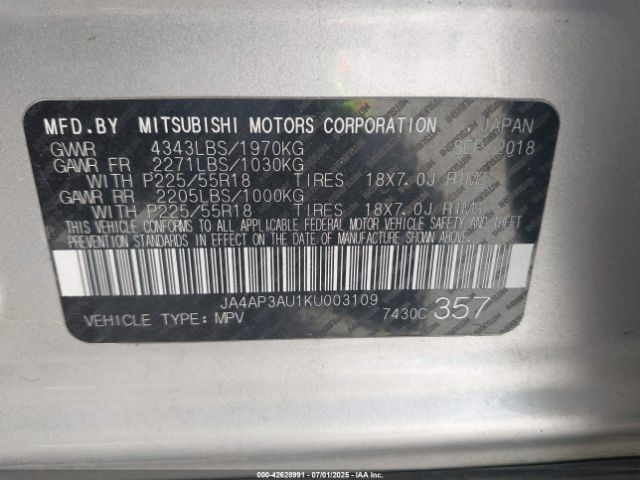 MFD.BY MITSUBISHI MOTORS CORPORATION JAPAN
GVWR 4343LBS/1970KG SEP 2018
GAWR FR 2271LBS/1030KG
WITH P225/55R18 TIRES 18X7.0J RIMS
GAWR RR 2205LBS/1000KG
WITH P225/55R18 TIRES 18X7.0J RIMS
THIS VEHICLE CONFORMS TO ALL APPLICABLE FEDERAL MOTOR VEHICLE SAFETY AND THEFT
PREVENTION STANDARDS IN EFFECT ON THE DATE OF MANUFACTURE SHOWN ABOVE.
JA4AP3AU1KU003109
VEHICLE TYPE: MPV 7430C 357
000-42628991 - 07/01/2025 - IAAI.com